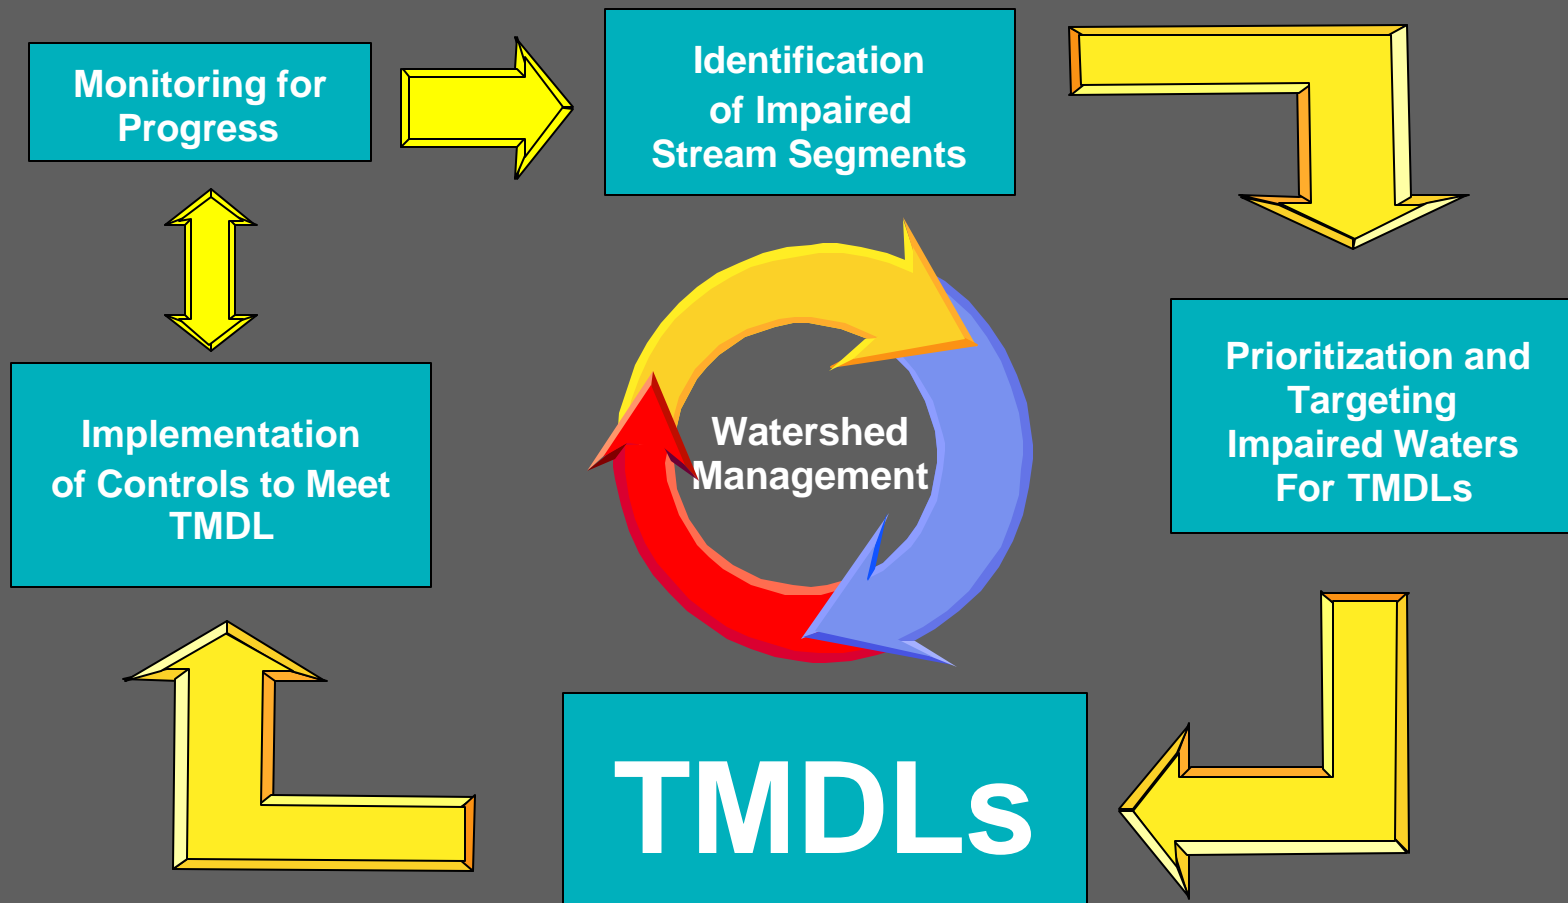 Monitoring for
Progress
Identification
of Impaired
Stream Segments
Prioritization and
Targeting
Impaired Waters
For TMDLs
Watershed
Management
Implementation
of Controls to Meet
TMDL
TMDLs